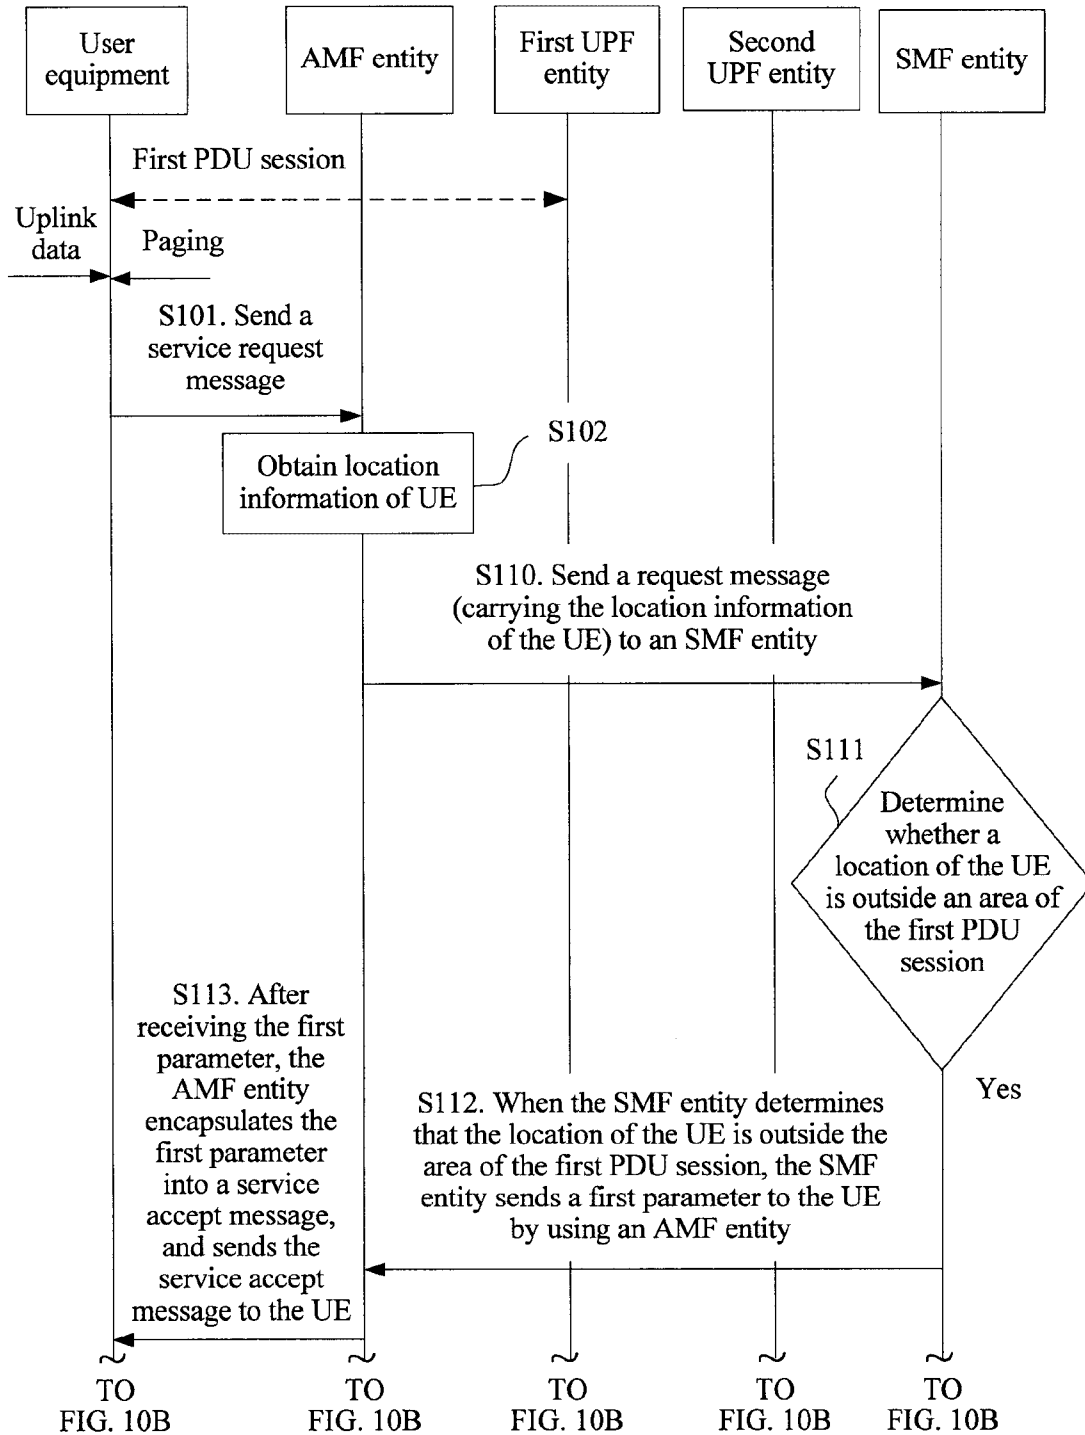 User
equipment
AMF entity
First UPF
entity
Second
UPF entity
SMF entity
First PDU session
Uplink
data
Paging
S101. Send a
service request
message
S102
Obtain location
information of UE
S110. Send a request message
(carrying the location information
of the UE) to an SMF entity
S111
Determine
whether a
location of the UE
is outside an area of
the first PDU
session
Yes
S112. When the SMF entity determines
that the location of the UE is outside the
area of the first PDU session, the SMF
entity sends a first parameter to the UE
by using an AMF entity
S113. After
receiving the first
parameter, the
AMF entity
encapsulates the
first parameter
into a service
accept message,
and sends the
service accept
message to the UE
TO
FIG. 10B
TO
FIG. 10B
TO
FIG. 10B
TO
FIG. 10B
TO
FIG. 10B